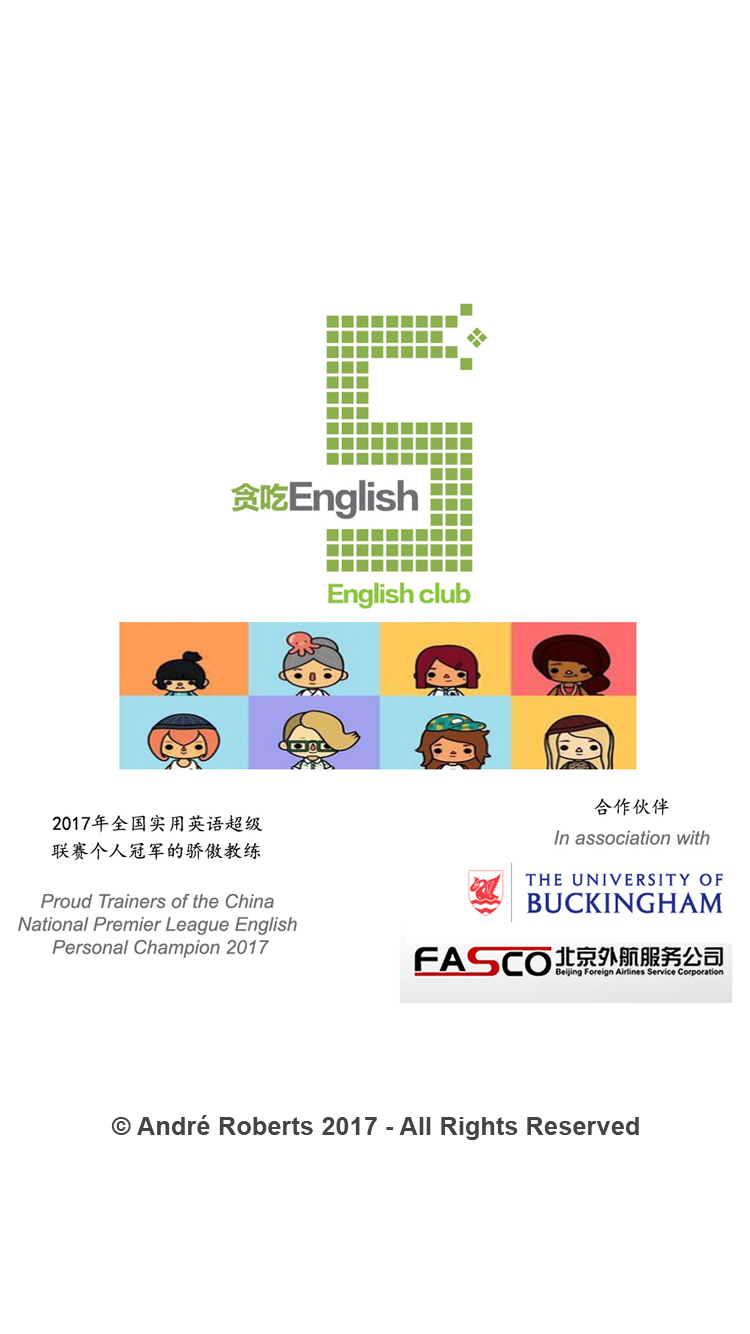 贪吃English
English club
2017年全国实用英语超级
联赛个人冠军的骄傲教练
Proud Trainers of the China
National Premier League English
Personal Champion 2017
合作伙伴
In association with
THE UNIVERSITY OF
BUCKINGHAM
FASCO北京外航服务公司
Beijing Foreign Airlines Service Corporation
© André Roberts 2017 - All Rights Reserved